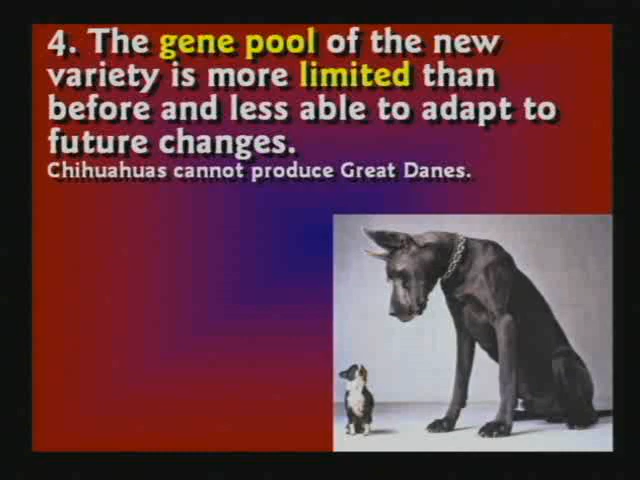 4. The gene pool of the new
variety is more limited than
before and less able to adapt to
future changes.
Chihuahuas cannot produce Great Danes.